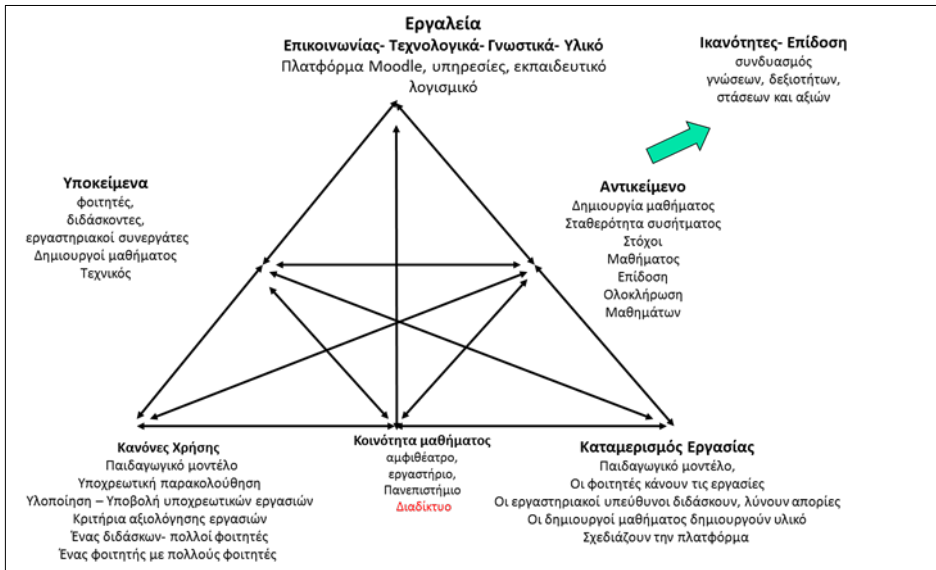 Εργαλεία
Επικοινωνίας- Τεχνολογικά- Γνωστικά- Υλικό
Πλατφόρμα Moodle, υπηρεσίες, εκπαιδευτικό
λογισμικό
Ικανότητες- Επίδοση
συνδυασμός
γνώσεων, δεξιοτήτων,
στάσεων και αξιών
Υποκείμενα
φοιτητές,
διδάσκοντες,
εργαστηριακοί συνεργάτες
Δημιουργοί μαθήματος
Τεχνικός
Αντικείμενο
Δημιουργία μαθήματος
Σταθερότητα συσήτματος
Στόχοι
Μαθήματος
Επίδοση
Ολοκλήρωση
Μαθημάτων
Κανόνες Χρήσης
Παιδαγωγικό μοντέλο
Υποχρεωτική παρακολούθηση
Υλοποίηση – Υποβολή υποχρεωτικών εργασιών
Κριτήρια αξιολόγησης εργασιών
Ένας διδάσκων- πολλοί φοιτητές
Ένας φοιτητής με πολλούς φοιτητές
Κοινότητα μαθήματος
αμφιθέατρο,
εργαστήριο,
Πανεπιστήμιο
Διαδίκτυο
Καταμερισμός Εργασίας
Παιδαγωγικό μοντέλο,
Οι φοιτητές κάνουν τις εργασίες
Οι εργαστηριακοί υπεύθυνοι διδάσκουν, λύνουν απορίες
Οι δημιουργοί μαθήματος δημιουργούν υλικό
Σχεδιάζουν την πλατφόρμα